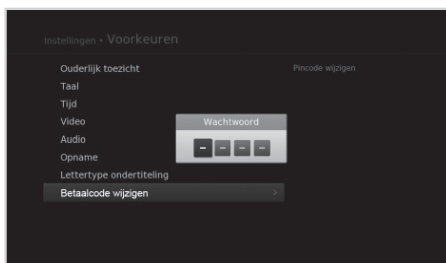 Instellingen • Voorkeuren
Ouderlijk toezicht
Pincode wijzigen
Taal
Tijd
Video
Wachtwoord
Audio
– – – –
Opname
Lettertype ondertiteling
Betaalcode wijzigen